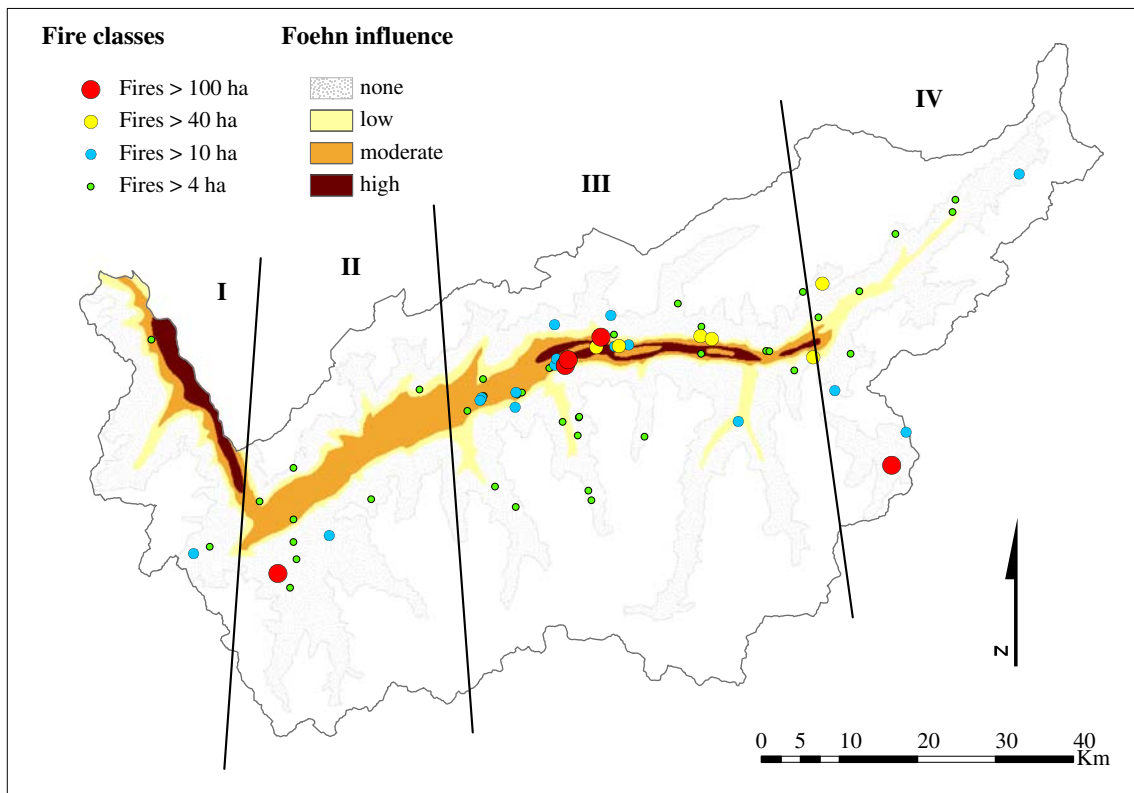 Fire classes
Fires > 100 ha
Fires > 40 ha
Fires > 10 ha
Fires > 4 ha
Foehn influence
none
low
moderate
high
I
II
III
IV
N
0 5 10 20 30 40
Km